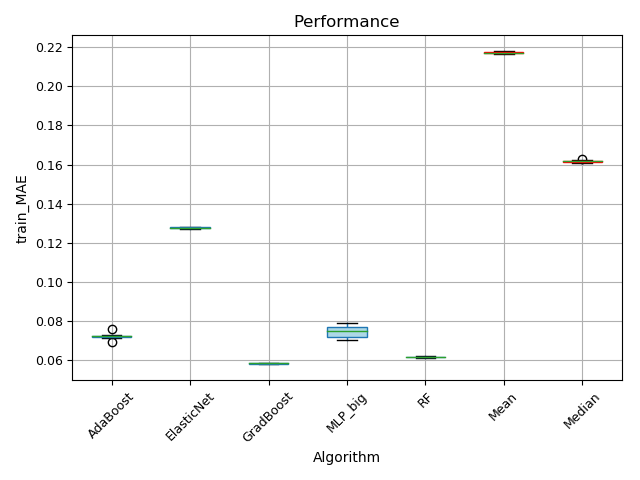 Performance
train_MAE
0.22
0.20
0.18
0.16
0.14
0.12
0.10
0.08
0.06
AdaBoost
ElasticNet
GradBoost
MLP_big
RF
Mean
Median
Algorithm